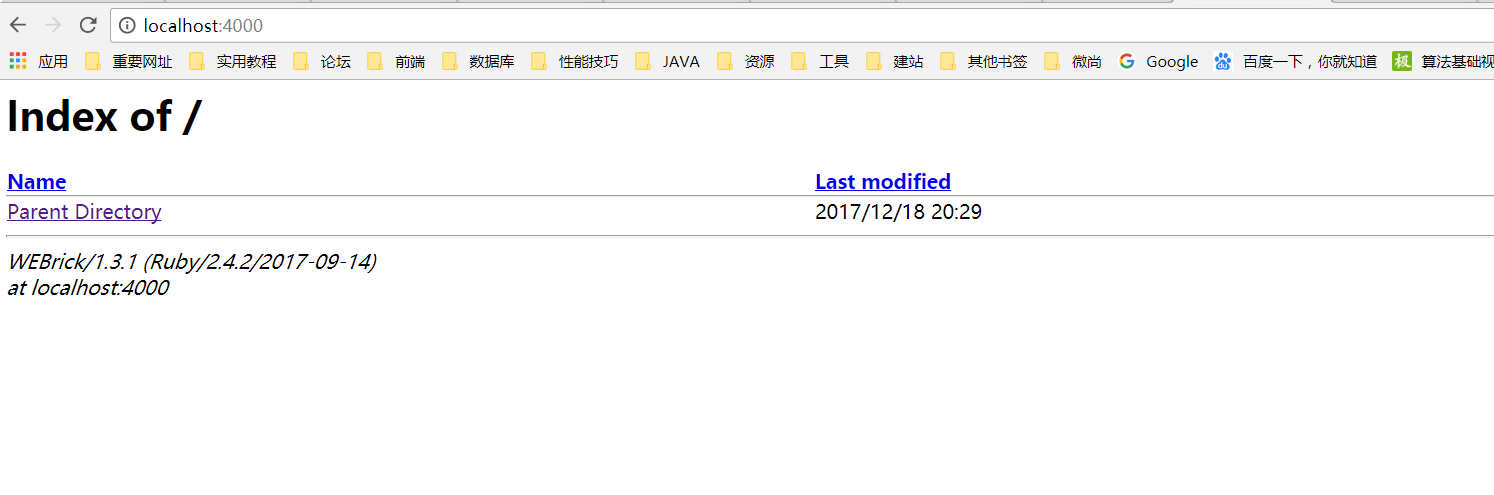 localhost:4000
应用 重要网址 实用教程 论坛 前端 数据库 性能技巧 JAVA 资源 工具 建站 其他书签 微尚 Google 百度一下，你就知道 极 算法基础视
Index of /
Name Last modified
Parent Directory 2017/12/18 20:29
WEBrick/1.3.1 (Ruby/2.4.2/2017-09-14)
at localhost:4000